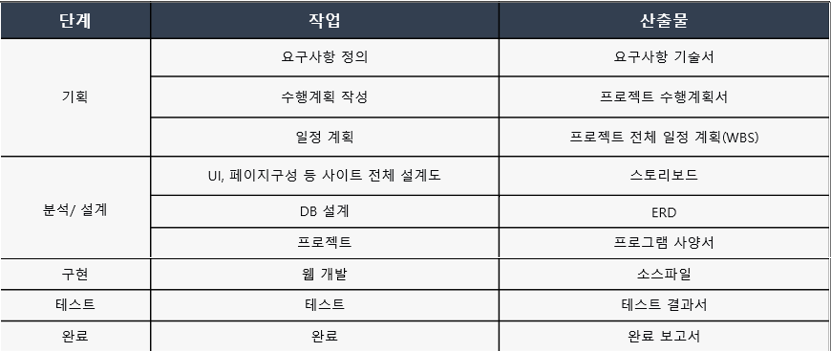 단계 작업 산출물
요구사항 정의 요구사항 기술서
기획 수행계획 작성 프로젝트 수행계획서
일정 계획 프로젝트 전체 일정 계획(WBS)
UI, 페이지구성 등 사이트 전체 설계도 스토리보드
분석/ 설계 DB 설계 ERD
프로젝트 프로그램 사양서
구현 웹 개발 소스파일
테스트 테스트 테스트 결과서
완료 완료 완료 보고서